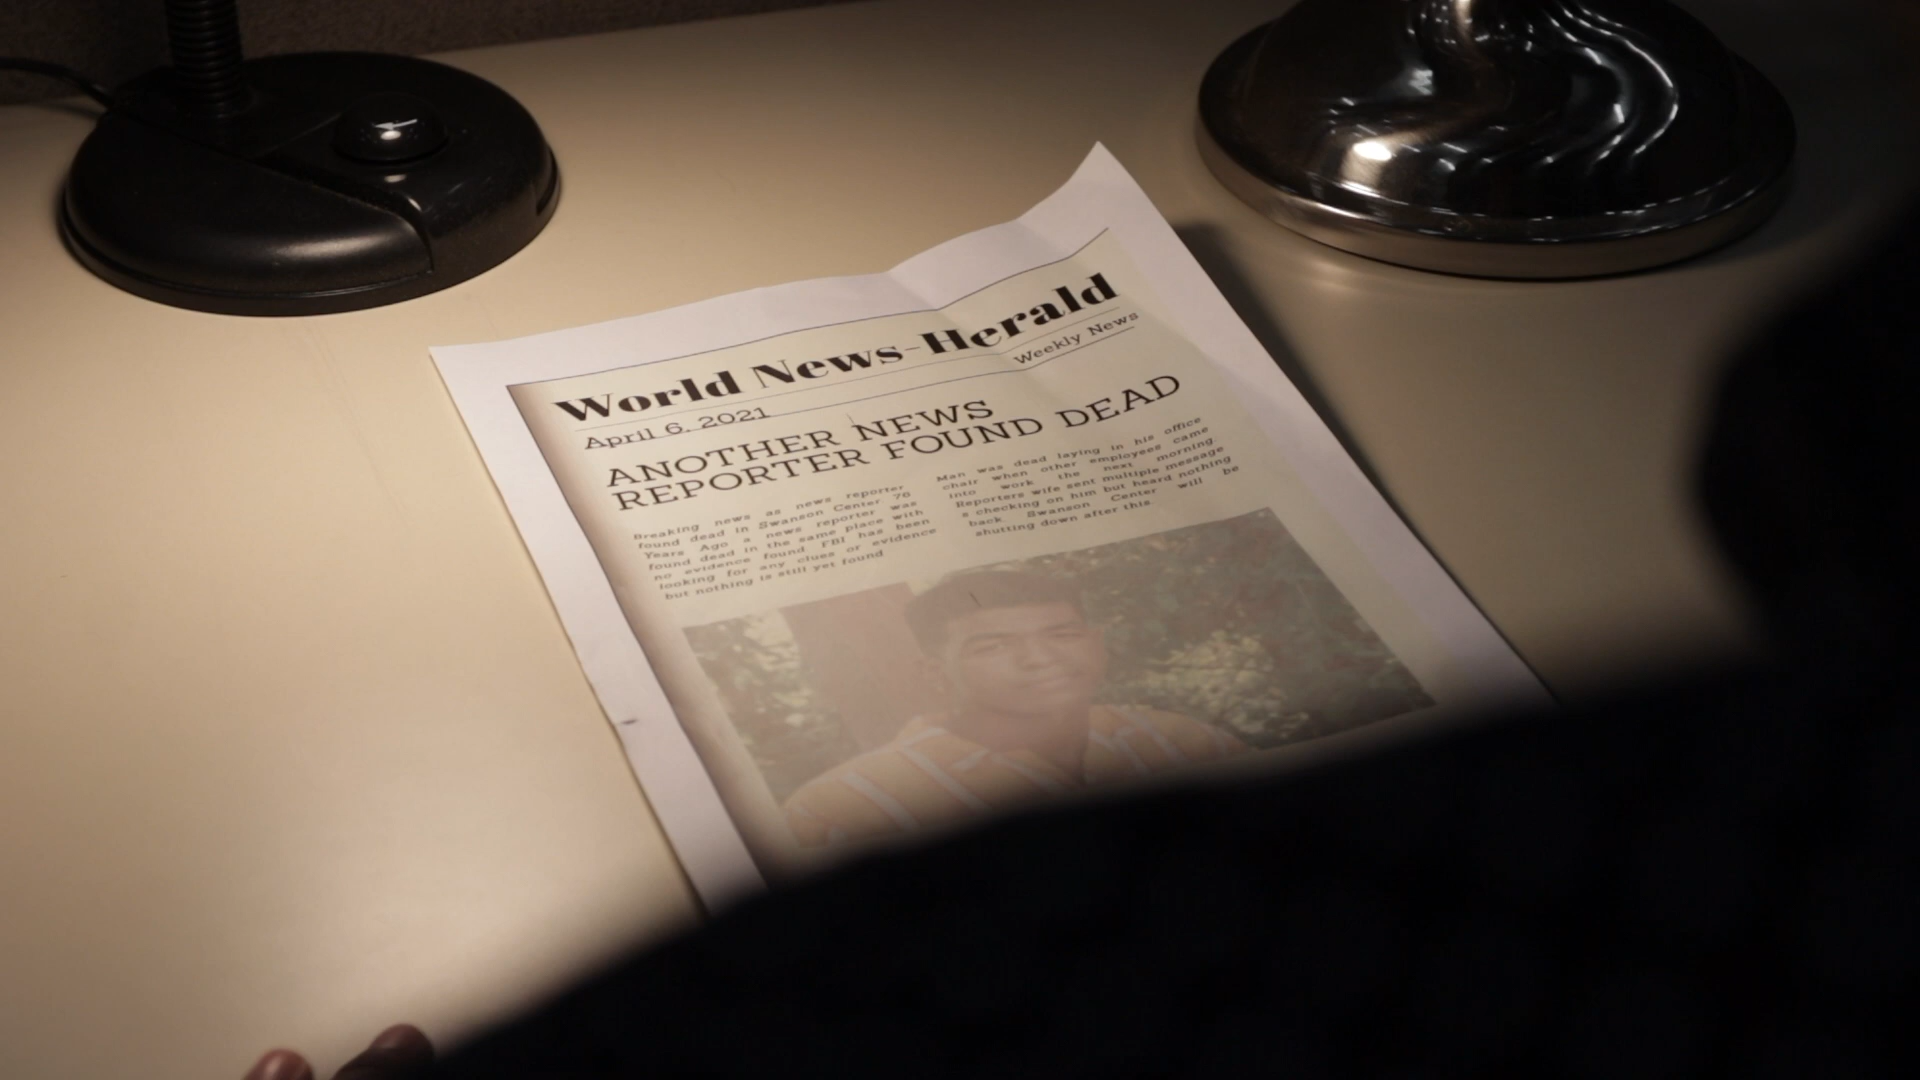 World News-Herald
Weekly News
April 6, 2021
ANOTHER NEWS
REPORTER FOUND DEAD
Breaking news as news reporter
found dead in Swanson Center 70
Years Ago a news reporter was
found dead in the same place with
no evidence found FBI has been
looking for any clues or evidence
but nothing is still yet found
Man was dead laying in his office
chair when other employees came
into work the next morning.
Reporters wife sent multiple message
s checking on him but heard nothing
back. Swanson Center will be
shutting down after this.